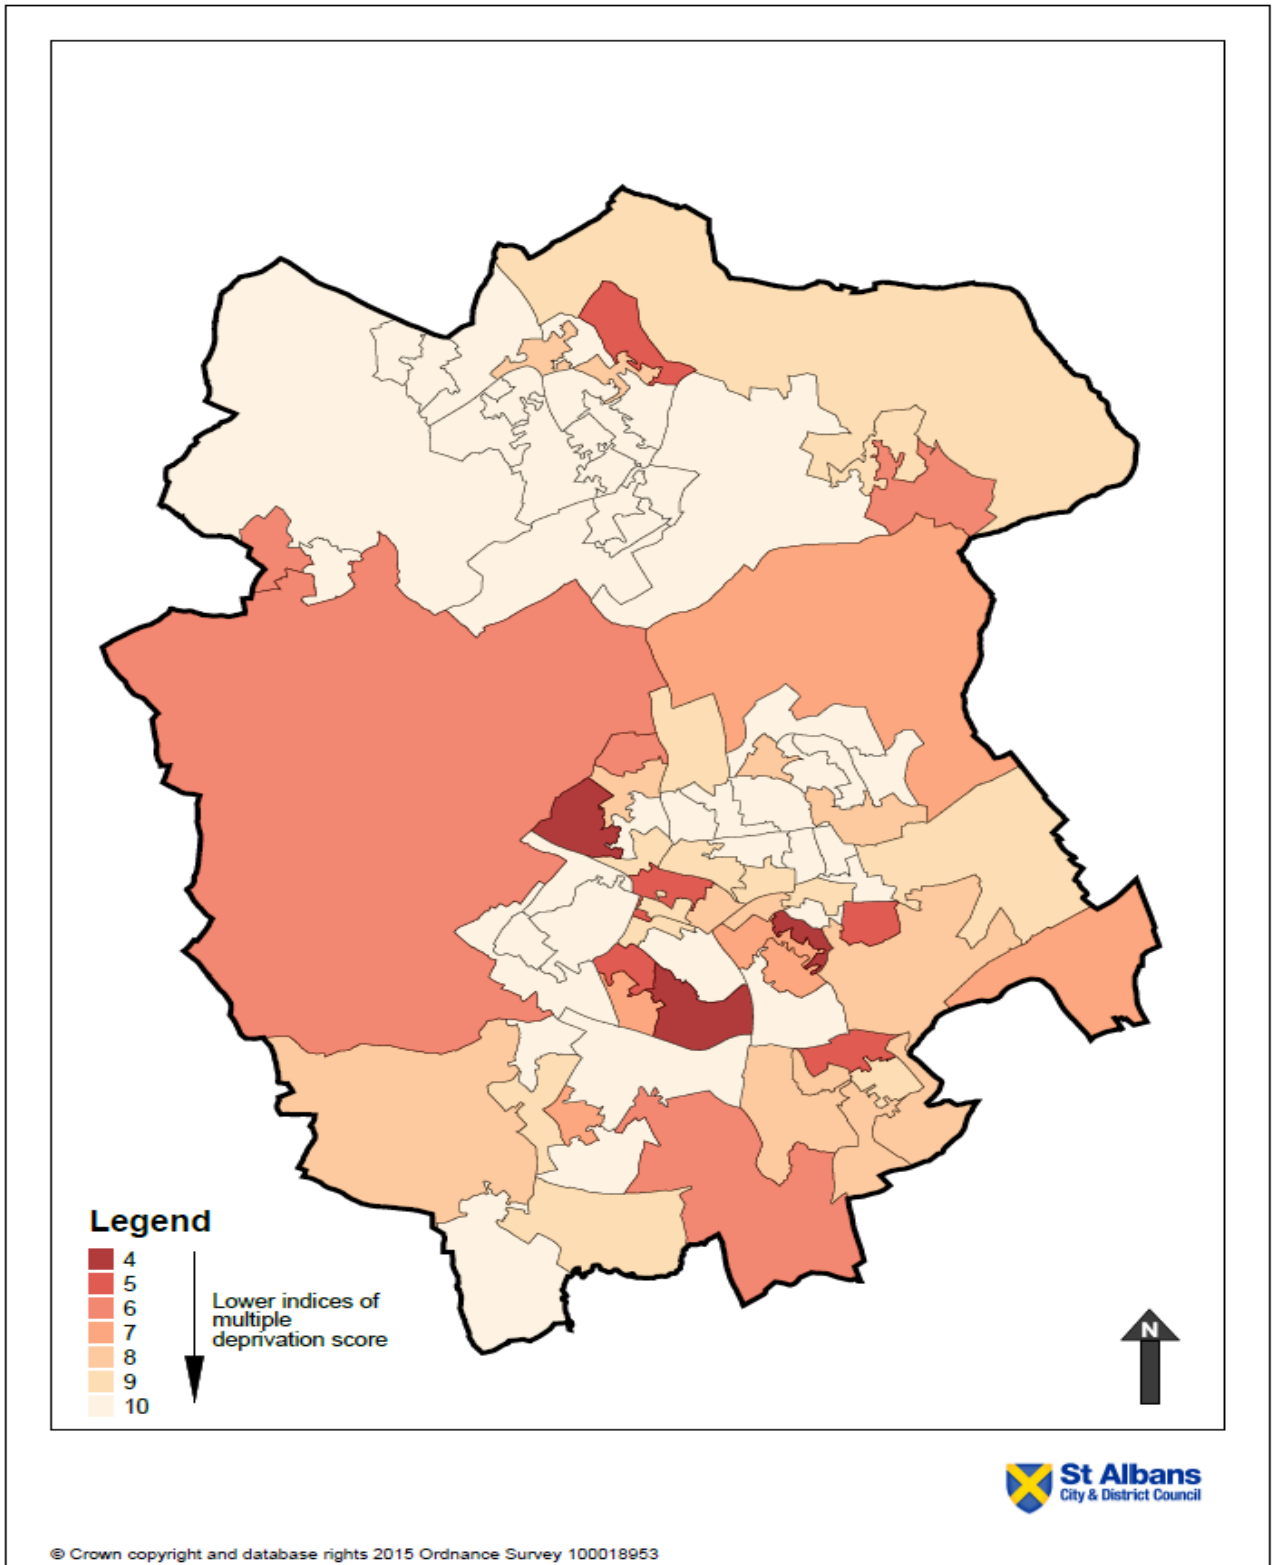 Legend
4
5
6
7
8
9
10
Lower indices of
multiple
deprivation score
N
St Albans
City & District Council
© Crown copyright and database rights 2015 Ordnance Survey 100018953